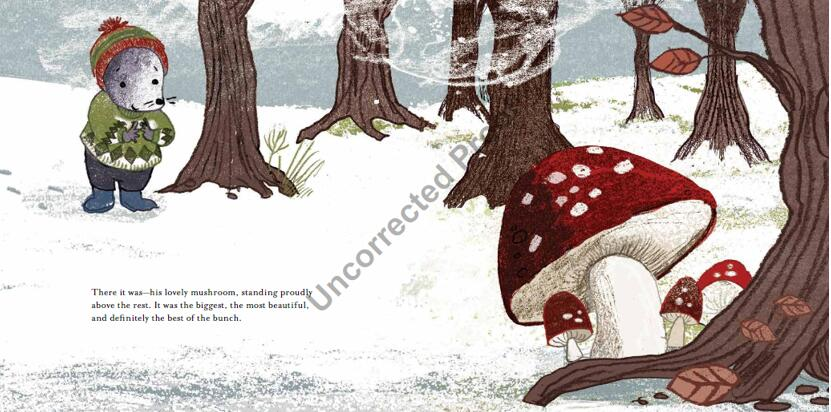 There it was—his lovely mushroom, standing proudly
above the rest. It was the biggest, the most beautiful,
and definitely the best of the bunch.
Uncorrected